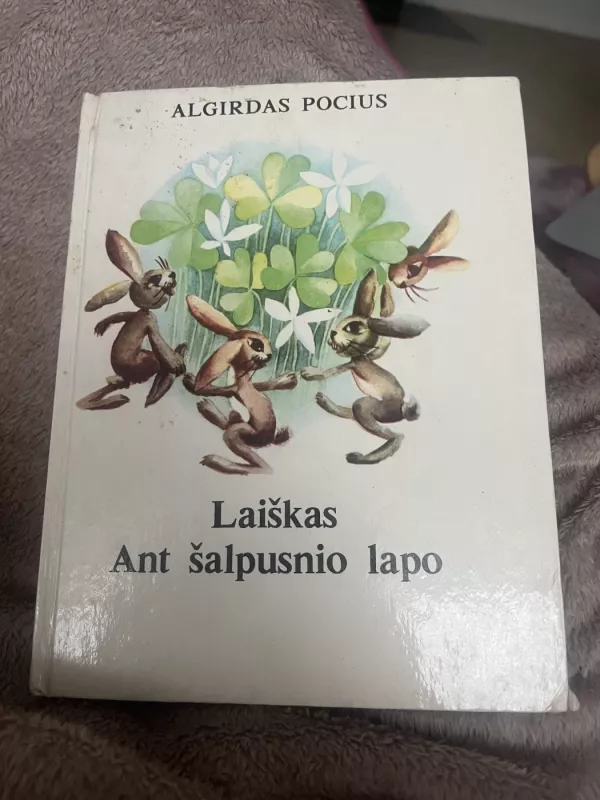 ALGIRDAS POCIUS
Laiškas
Ant šalpusnio lapo